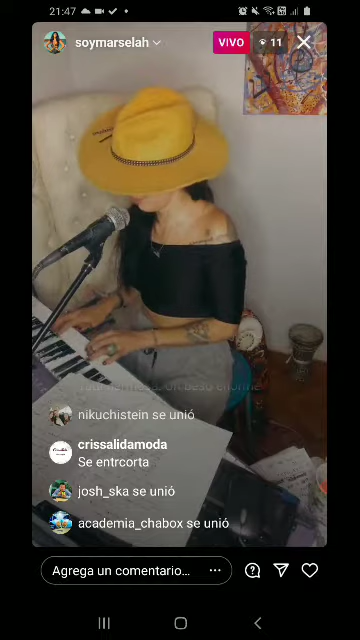 21:47
soymarselah
VIVO
11
nikuchistein se unió
crissalidamoda
Se entrcorta
josh_ska se unió
academia_chabox se unió
Agrega un comentario...